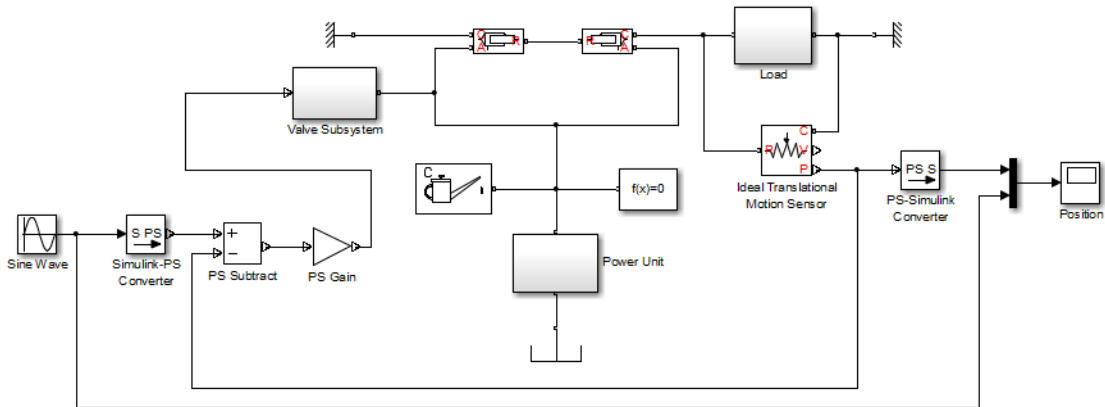 C
A
R
R
C
A
Load
Valve Subsystem
C
R
V
P
Ideal Translational
Motion Sensor
C
f(x)=0
PS S
PS-Simulink
Converter
Position
Sine Wave
S PS
Simulink-PS
Converter
+
−
PS Subtract
PS Gain
Power Unit